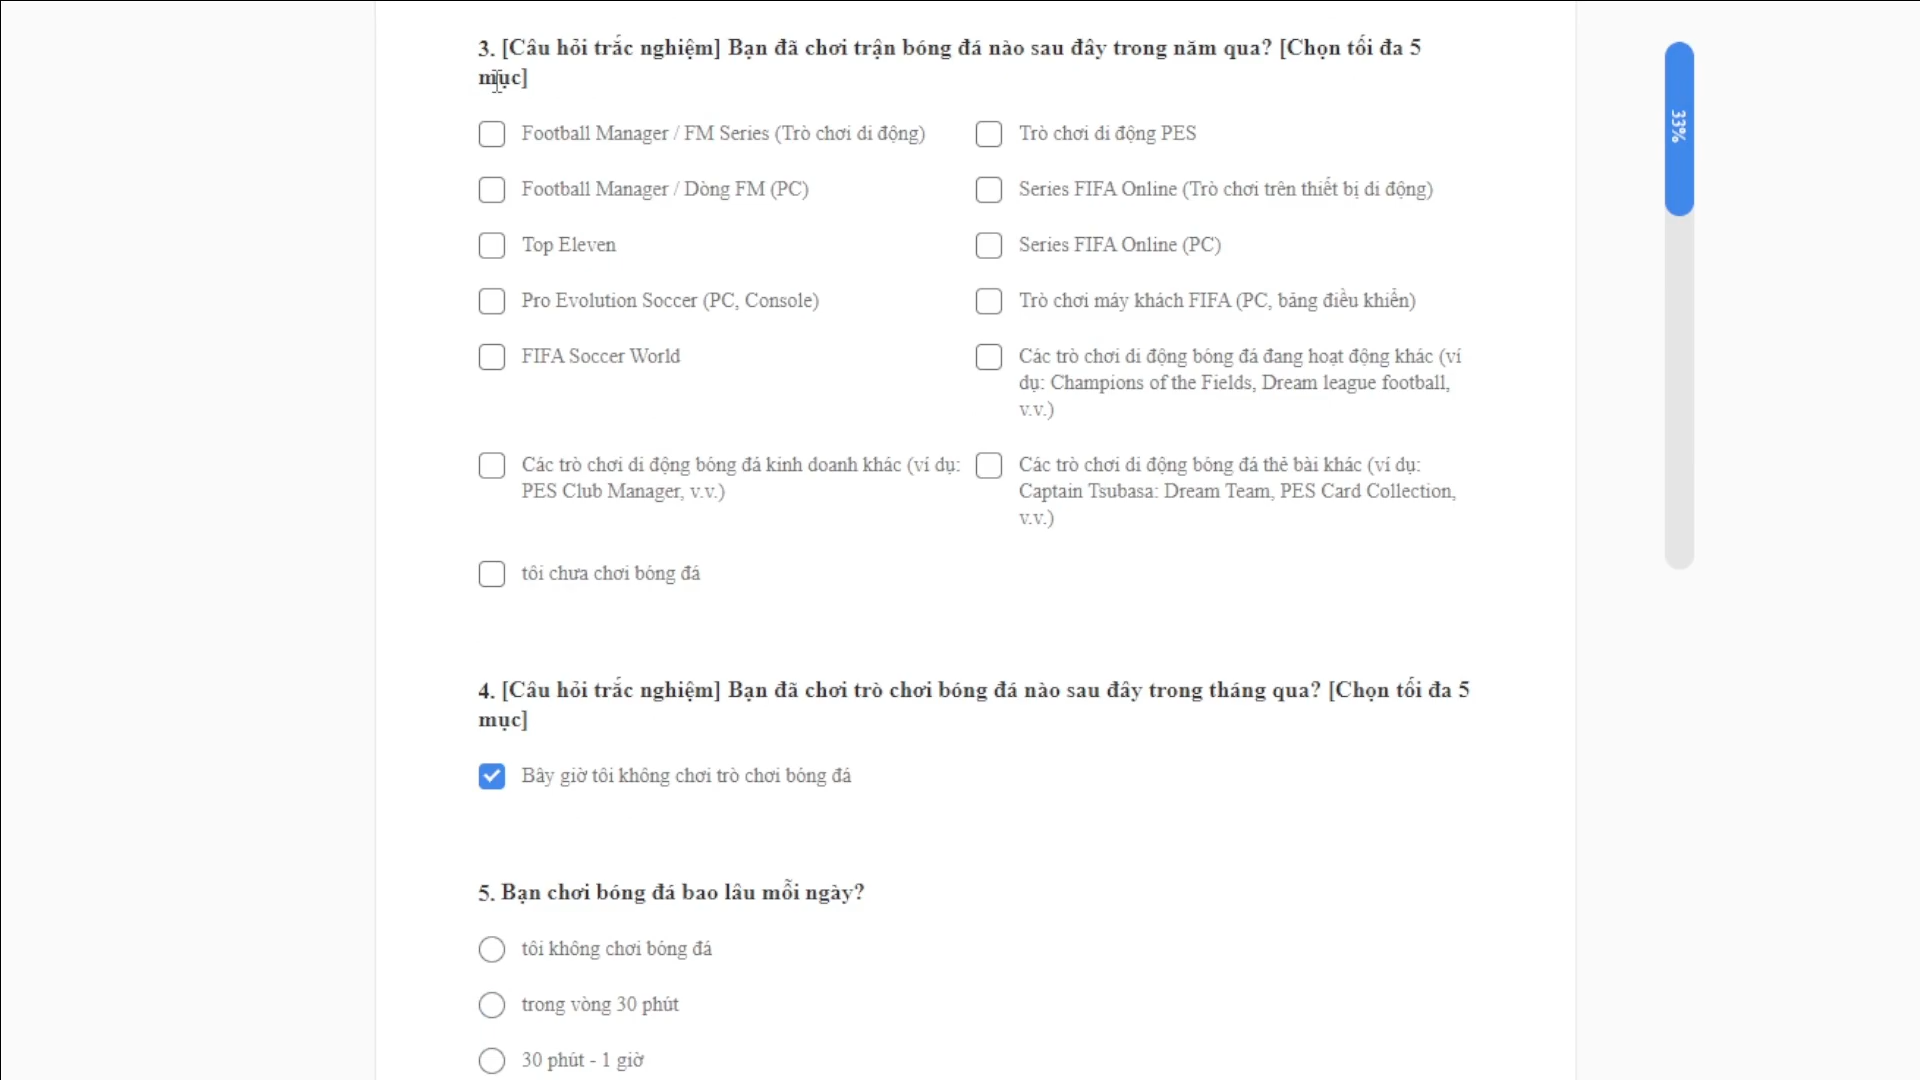 3. [Câu hỏi trắc nghiệm] Bạn đã chơi trận bóng đá nào sau đây trong năm qua? [Chọn tối đa 5
mục]
Football Manager / FM Series (Trò chơi di động)
Trò chơi di động PES
Football Manager / Dòng FM (PC)
Series FIFA Online (Trò chơi trên thiết bị di động)
Top Eleven
Series FIFA Online (PC)
Pro Evolution Soccer (PC, Console)
Trò chơi máy khách FIFA (PC, bảng điều khiển)
FIFA Soccer World
Các trò chơi di động bóng đá đang hoạt động khác (ví
dụ: Champions of the Fields, Dream league football,
v.v.)
Các trò chơi di động bóng đá kinh doanh khác (ví dụ:
PES Club Manager, v.v.)
Các trò chơi di động bóng đá thẻ bài khác (ví dụ:
Captain Tsubasa: Dream Team, PES Card Collection,
v.v.)
tôi chưa chơi bóng đá
4. [Câu hỏi trắc nghiệm] Bạn đã chơi trò chơi bóng đá nào sau đây trong tháng qua? [Chọn tối đa 5
mục]
Bây giờ tôi không chơi trò chơi bóng đá
5. Bạn chơi bóng đá bao lâu mỗi ngày?
tôi không chơi bóng đá
trong vòng 30 phút
30 phút - 1 giờ
33%